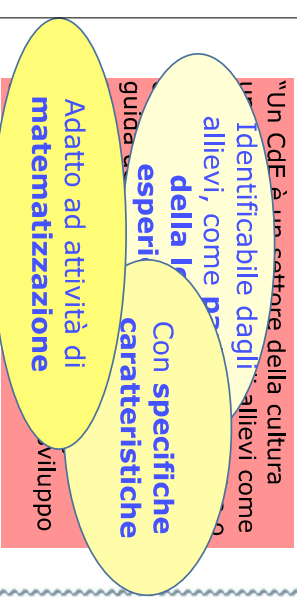 “Un CdE è un settore della cultura
allievi come
guida
sviluppo
Identificabile dagli
allievi, come
della
Con specifiche
caratteristiche
Adatto ad attività di
matematizzazione